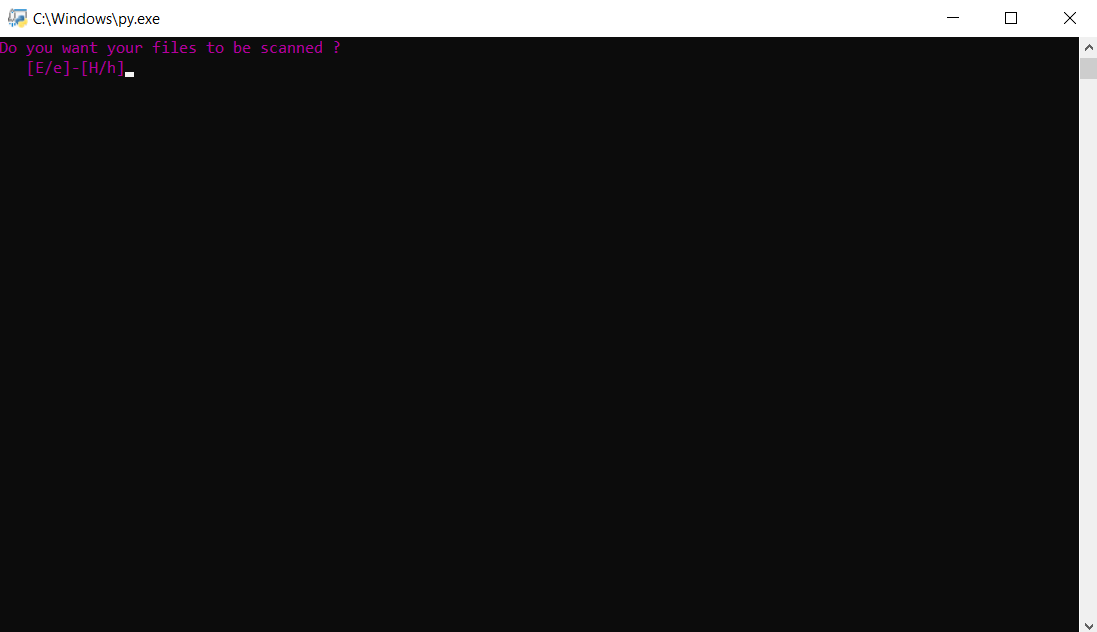 C:\Windows\py.exe
Do you want your files to be scanned ?
[E/e]-[H/h]